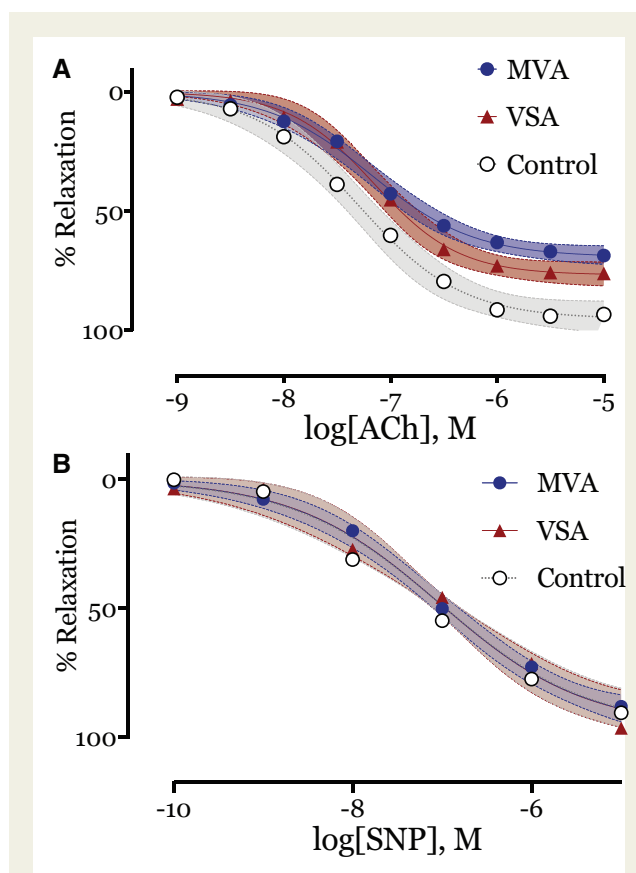 A
MVA
VSA
Control
% Relaxation
0
50
100
-9
-8
-7
-6
-5
log[ACh], M
B
MVA
VSA
Control
% Relaxation
0
50
100
-10
-8
-6
log[SNP], M